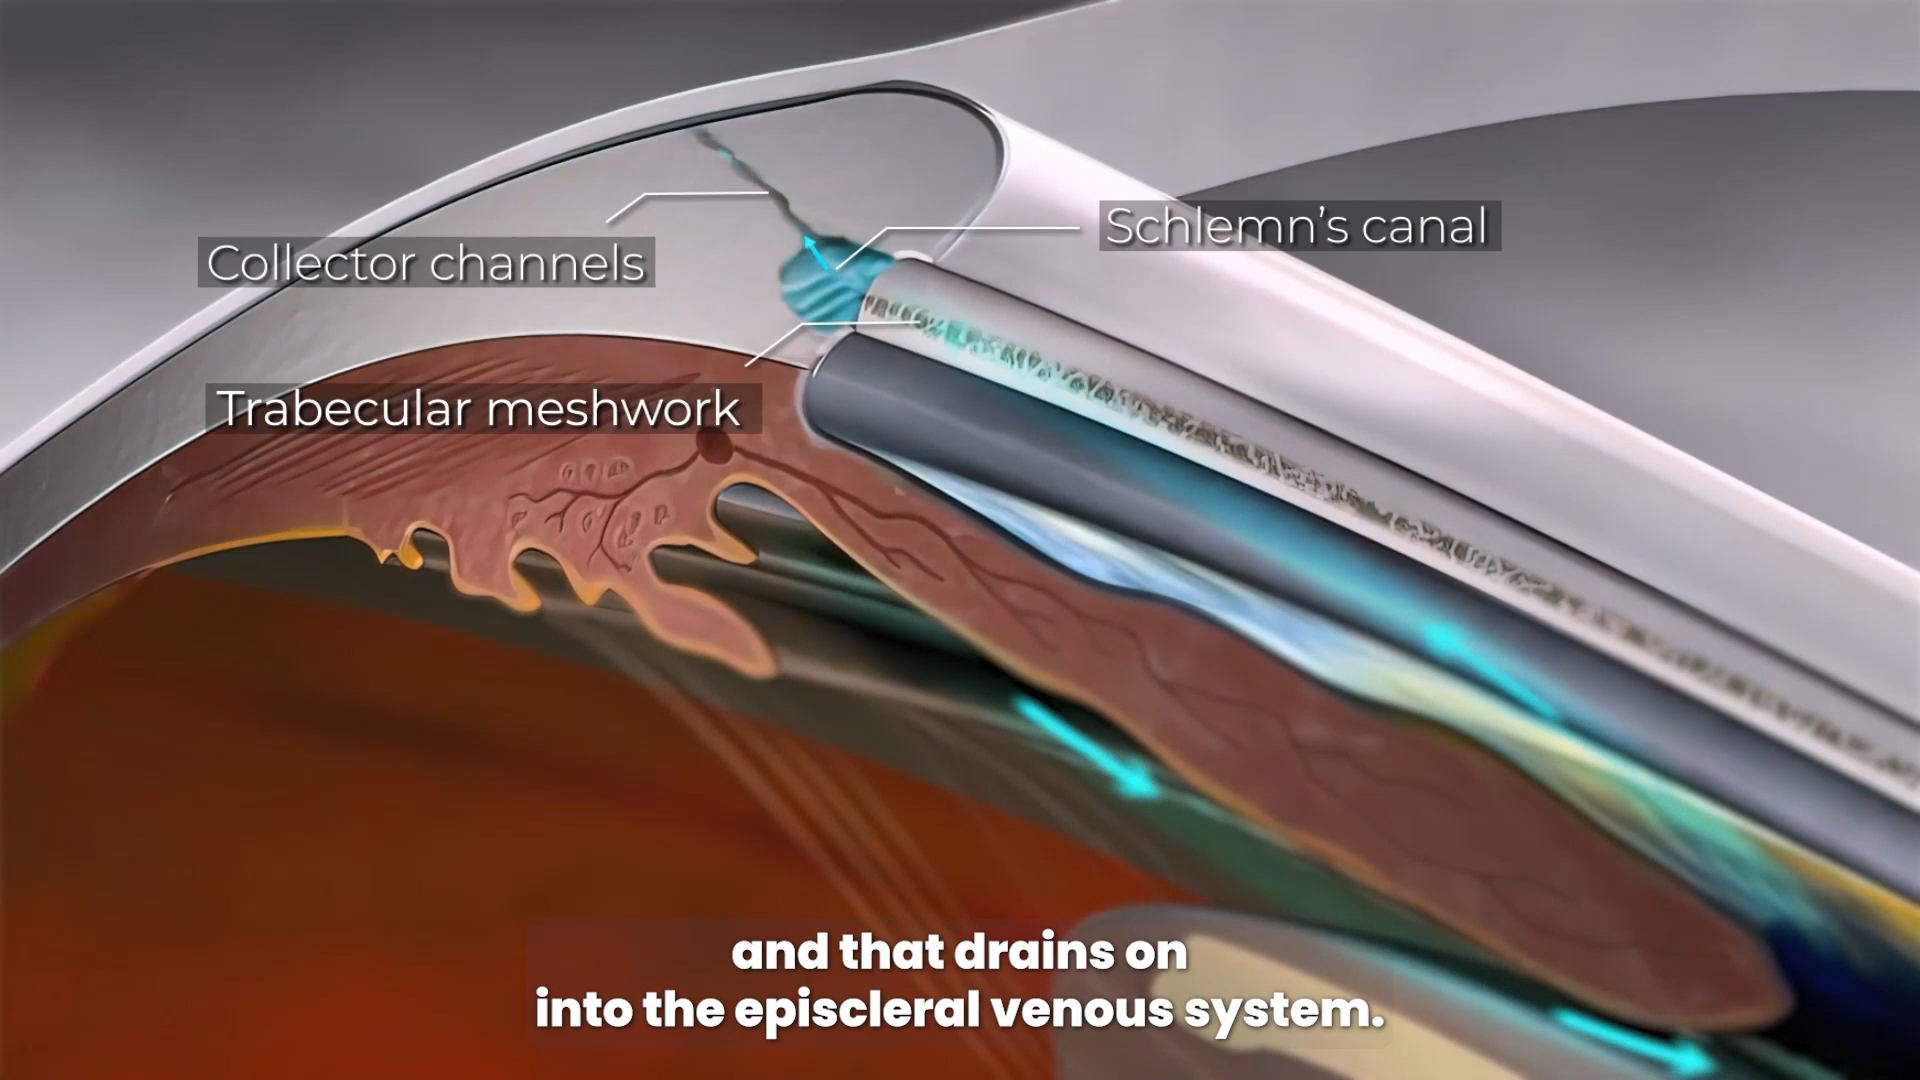 Schlemn’s canal
Collector channels
Trabecular meshwork
and that drains on
into the episcleral venous system.